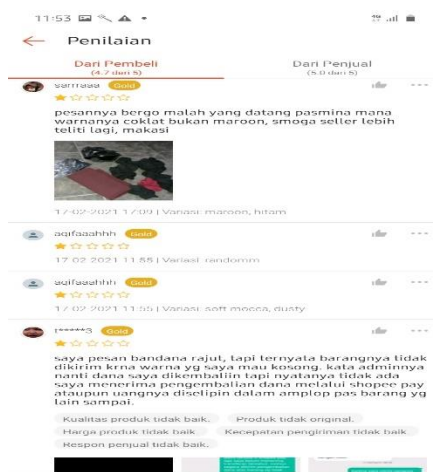 11:53
Penilaian
Dari Pembeli
Dari Penjual
(4.7 dari 5)
(5.0 dari 5)
Gold
pesannya bergo malah yang datang pasmina mana
warnanya coklat bukan maroon, smoga seller lebih
teliti lagi, makasi
17-02-2021 17:09 | Variasi: maroon, hitam
aqifaaahhh Gold
17-02-2021 11:55 | Variasi: randomm
aqifaaahhh Gold
17-02-2021 11:55 | Variasi: soft mocca, dusty
t*****3 Gold
saya pesan bandana rajut, tapi ternyata barangnya tidak
dikirim krna warna yg saya mau kosong. kata adminnya
nanti dana saya dikembaliin tapi nyatanya tidak ada
saya menerima pengembalian dana melalui shopee pay
ataupun uangnya diselipin dalam amplop pas barang yg
lain sampai.
Kualitas produk tidak baik.
Produk tidak original.
Harga produk tidak baik.
Kecepatan pengiriman tidak baik.
Respon penjual tidak baik.